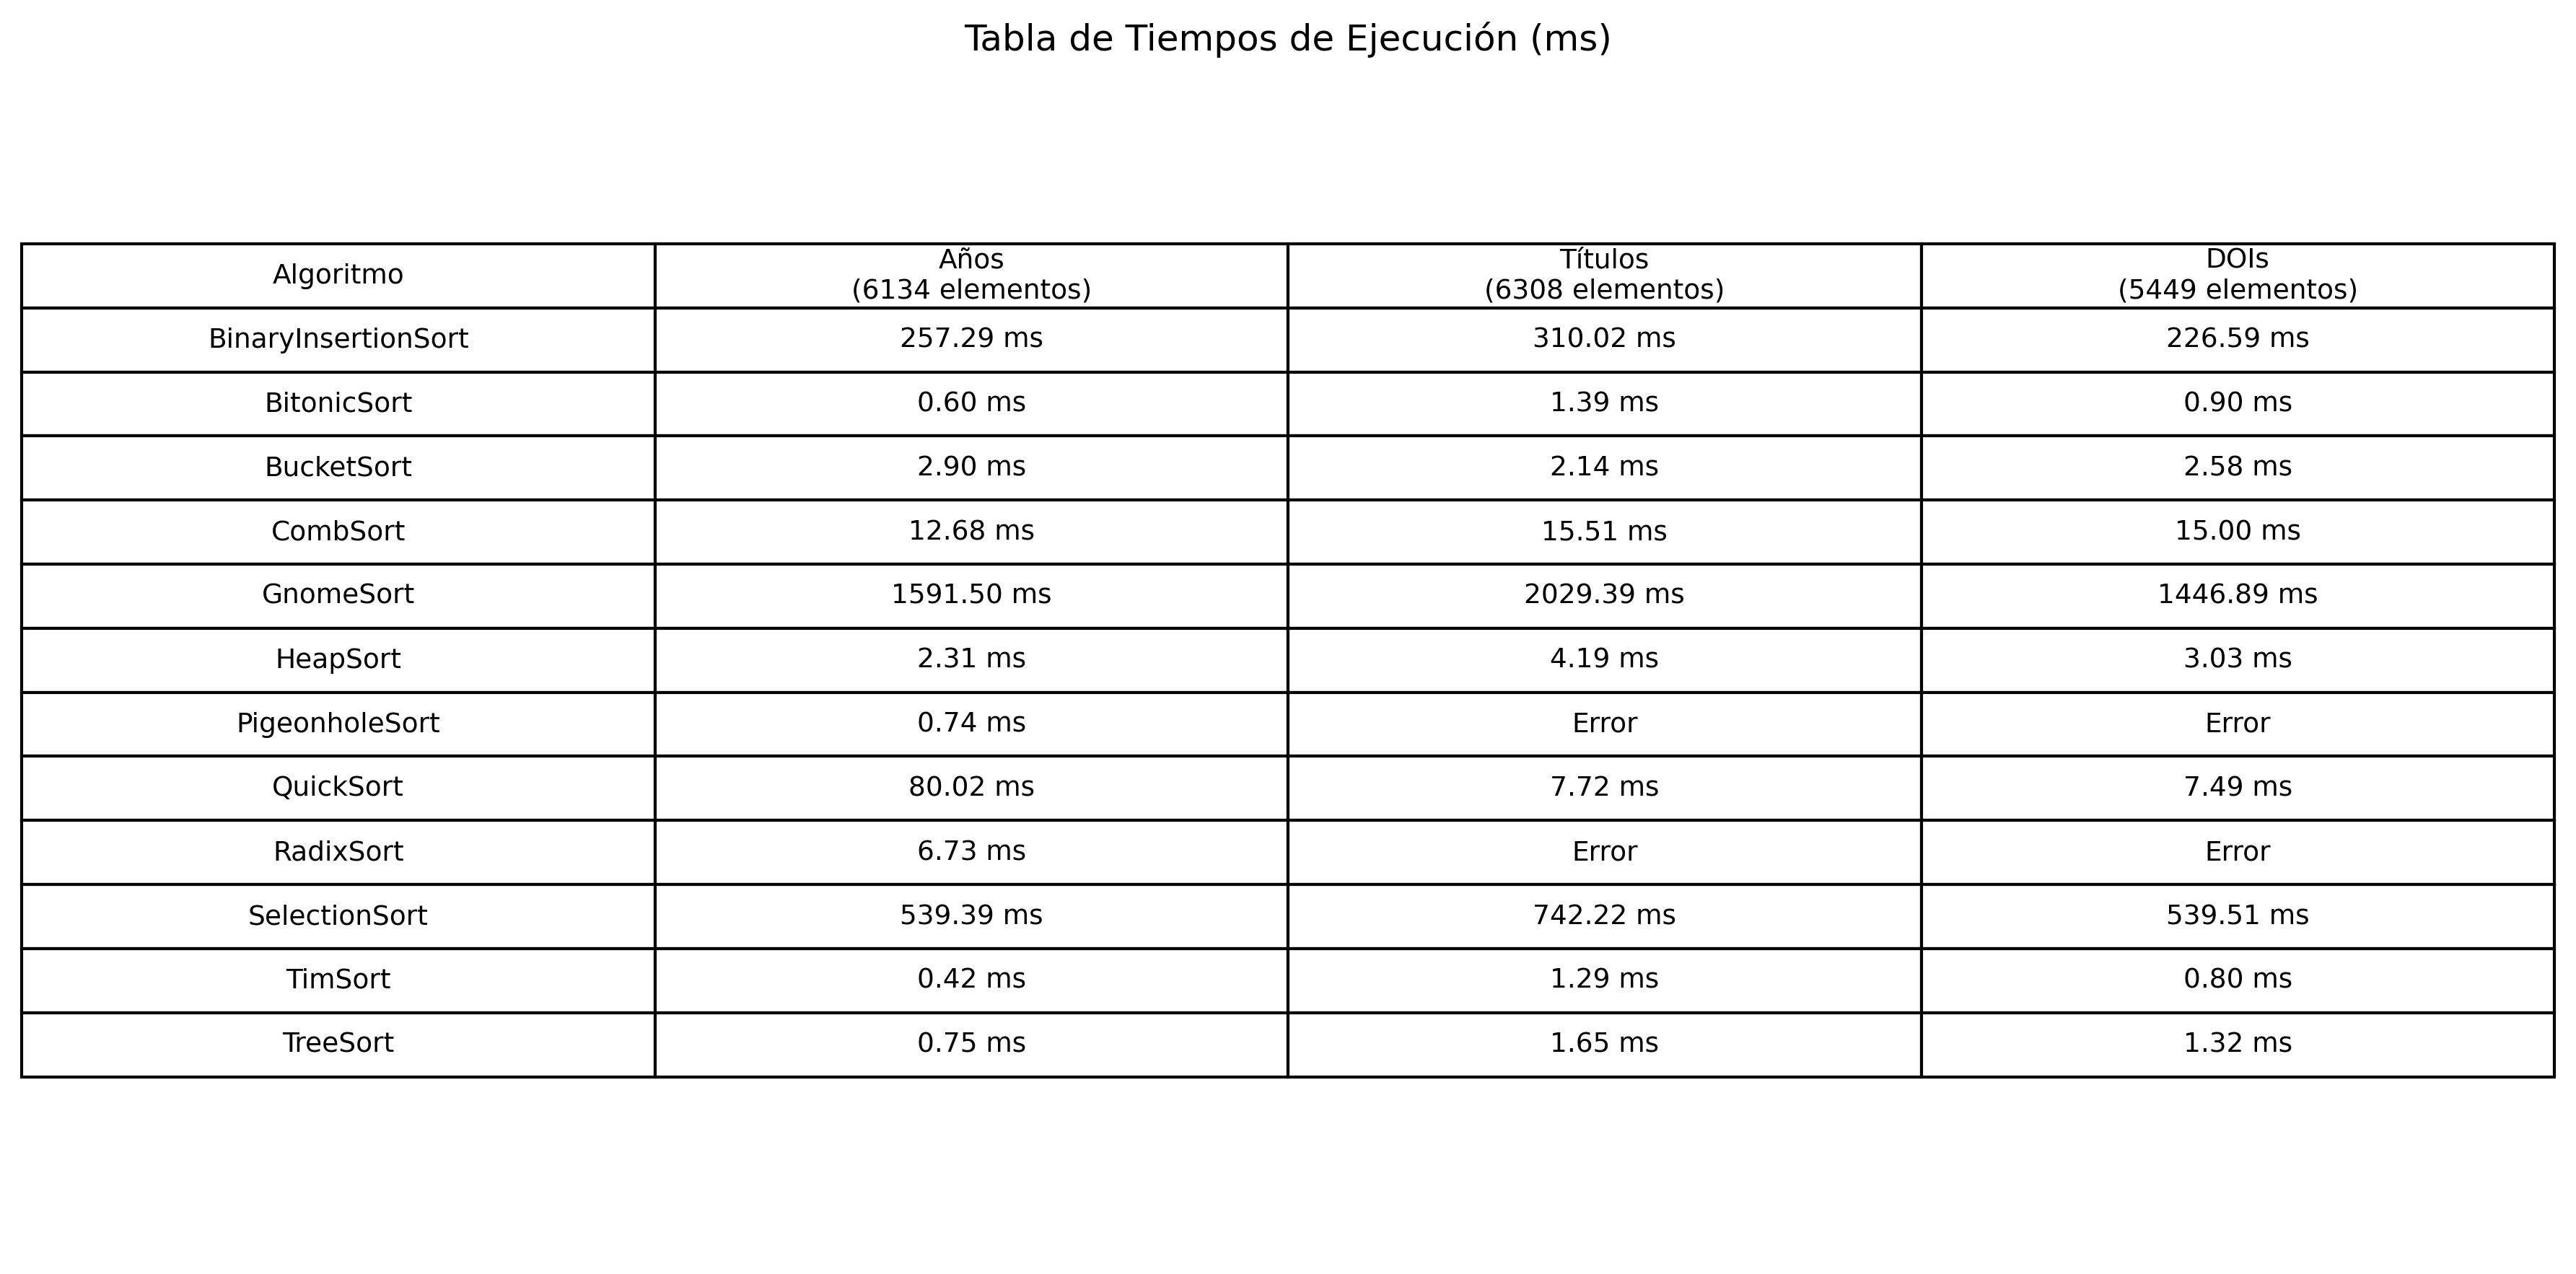 Tabla de Tiempos de Ejecución (ms)
Algoritmo
Años
(6134 elementos)
Títulos
(6308 elementos)
DOIs
(5449 elementos)
BinaryInsertionSort 257.29 ms 310.02 ms 226.59 ms
BitonicSort 0.60 ms 1.39 ms 0.90 ms
BucketSort 2.90 ms 2.14 ms 2.58 ms
CombSort 12.68 ms 15.51 ms 15.00 ms
GnomeSort 1591.50 ms 2029.39 ms 1446.89 ms
HeapSort 2.31 ms 4.19 ms 3.03 ms
PigeonholeSort 0.74 ms Error Error
QuickSort 80.02 ms 7.72 ms 7.49 ms
RadixSort 6.73 ms Error Error
SelectionSort 539.39 ms 742.22 ms 539.51 ms
TimSort 0.42 ms 1.29 ms 0.80 ms
TreeSort 0.75 ms 1.65 ms 1.32 ms